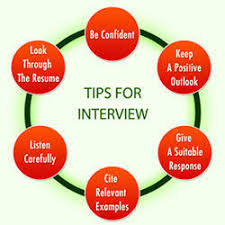 Be Confident
Keep
A Positive
Outlook
Give
A Suitable
Response
Cite
Relevant
Examples
Listen
Carefully
Look
Through
The Resume
TIPS FOR
INTERVIEW